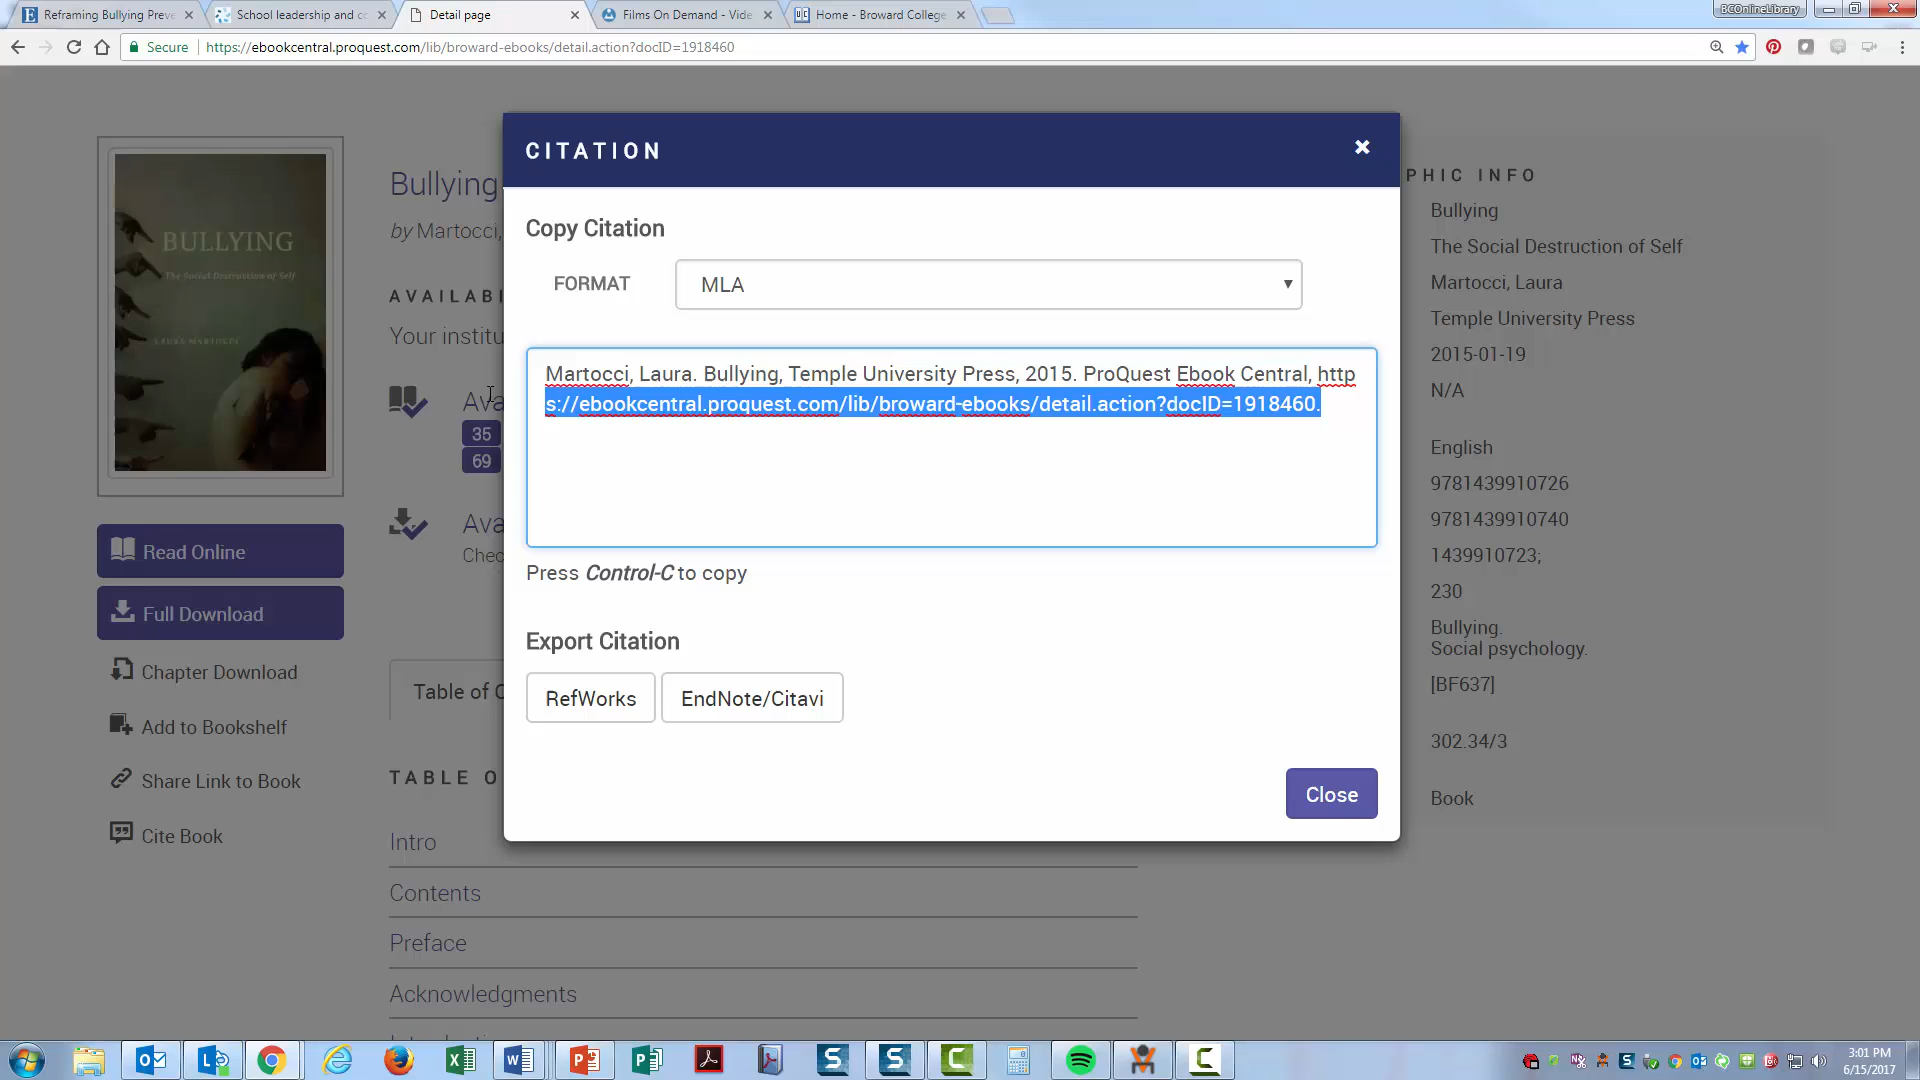 Reframing Bullying Preve
School leadership and co
Detail page
Films On Demand - Vide
Home - Broward College
BCOnlineLibrary
Secure
https://ebookcentral.proquest.com/lib/broward-ebooks/detail.action?docID=1918460
BULLYING
The Social Destruction of Self
LAURA MARTOCCI
Read Online
Full Download
Chapter Download
Add to Bookshelf
Share Link to Book
Cite Book
Bullying
by Martocci,
AVAILABI
Your institu
Ava
35
69
Ava
Chec
Table of C
TABLE O
Intro
Contents
Preface
Acknowledgments
CITATION
Copy Citation
FORMAT
MLA
Martocci, Laura. Bullying, Temple University Press, 2015. ProQuest Ebook Central, http
s://ebookcentral.proquest.com/lib/broward-ebooks/detail.action?docID=1918460.
Press Control-C to copy
Export Citation
RefWorks
EndNote/Citavi
Close
PHIC INFO
Bullying
The Social Destruction of Self
Martocci, Laura
Temple University Press
2015-01-19
N/A
English
9781439910726
9781439910740
1439910723;
230
Bullying.
Social psychology.
[BF637]
302.34/3
Book
3:01 PM
6/15/2017